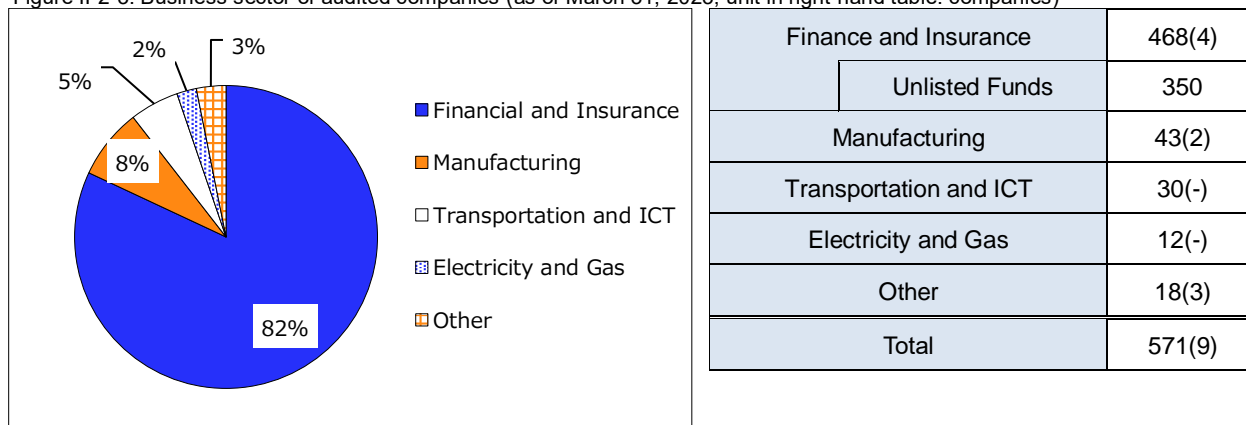 2%
3%
5%
8%
82%
Financial and Insurance
Manufacturing
Transportation and ICT
Electricity and Gas
Other
Finance and Insurance 468(4)
Unlisted Funds 350
Manufacturing 43(2)
Transportation and ICT 30(-)
Electricity and Gas 12(-)
Other 18(3)
Total 571(9)